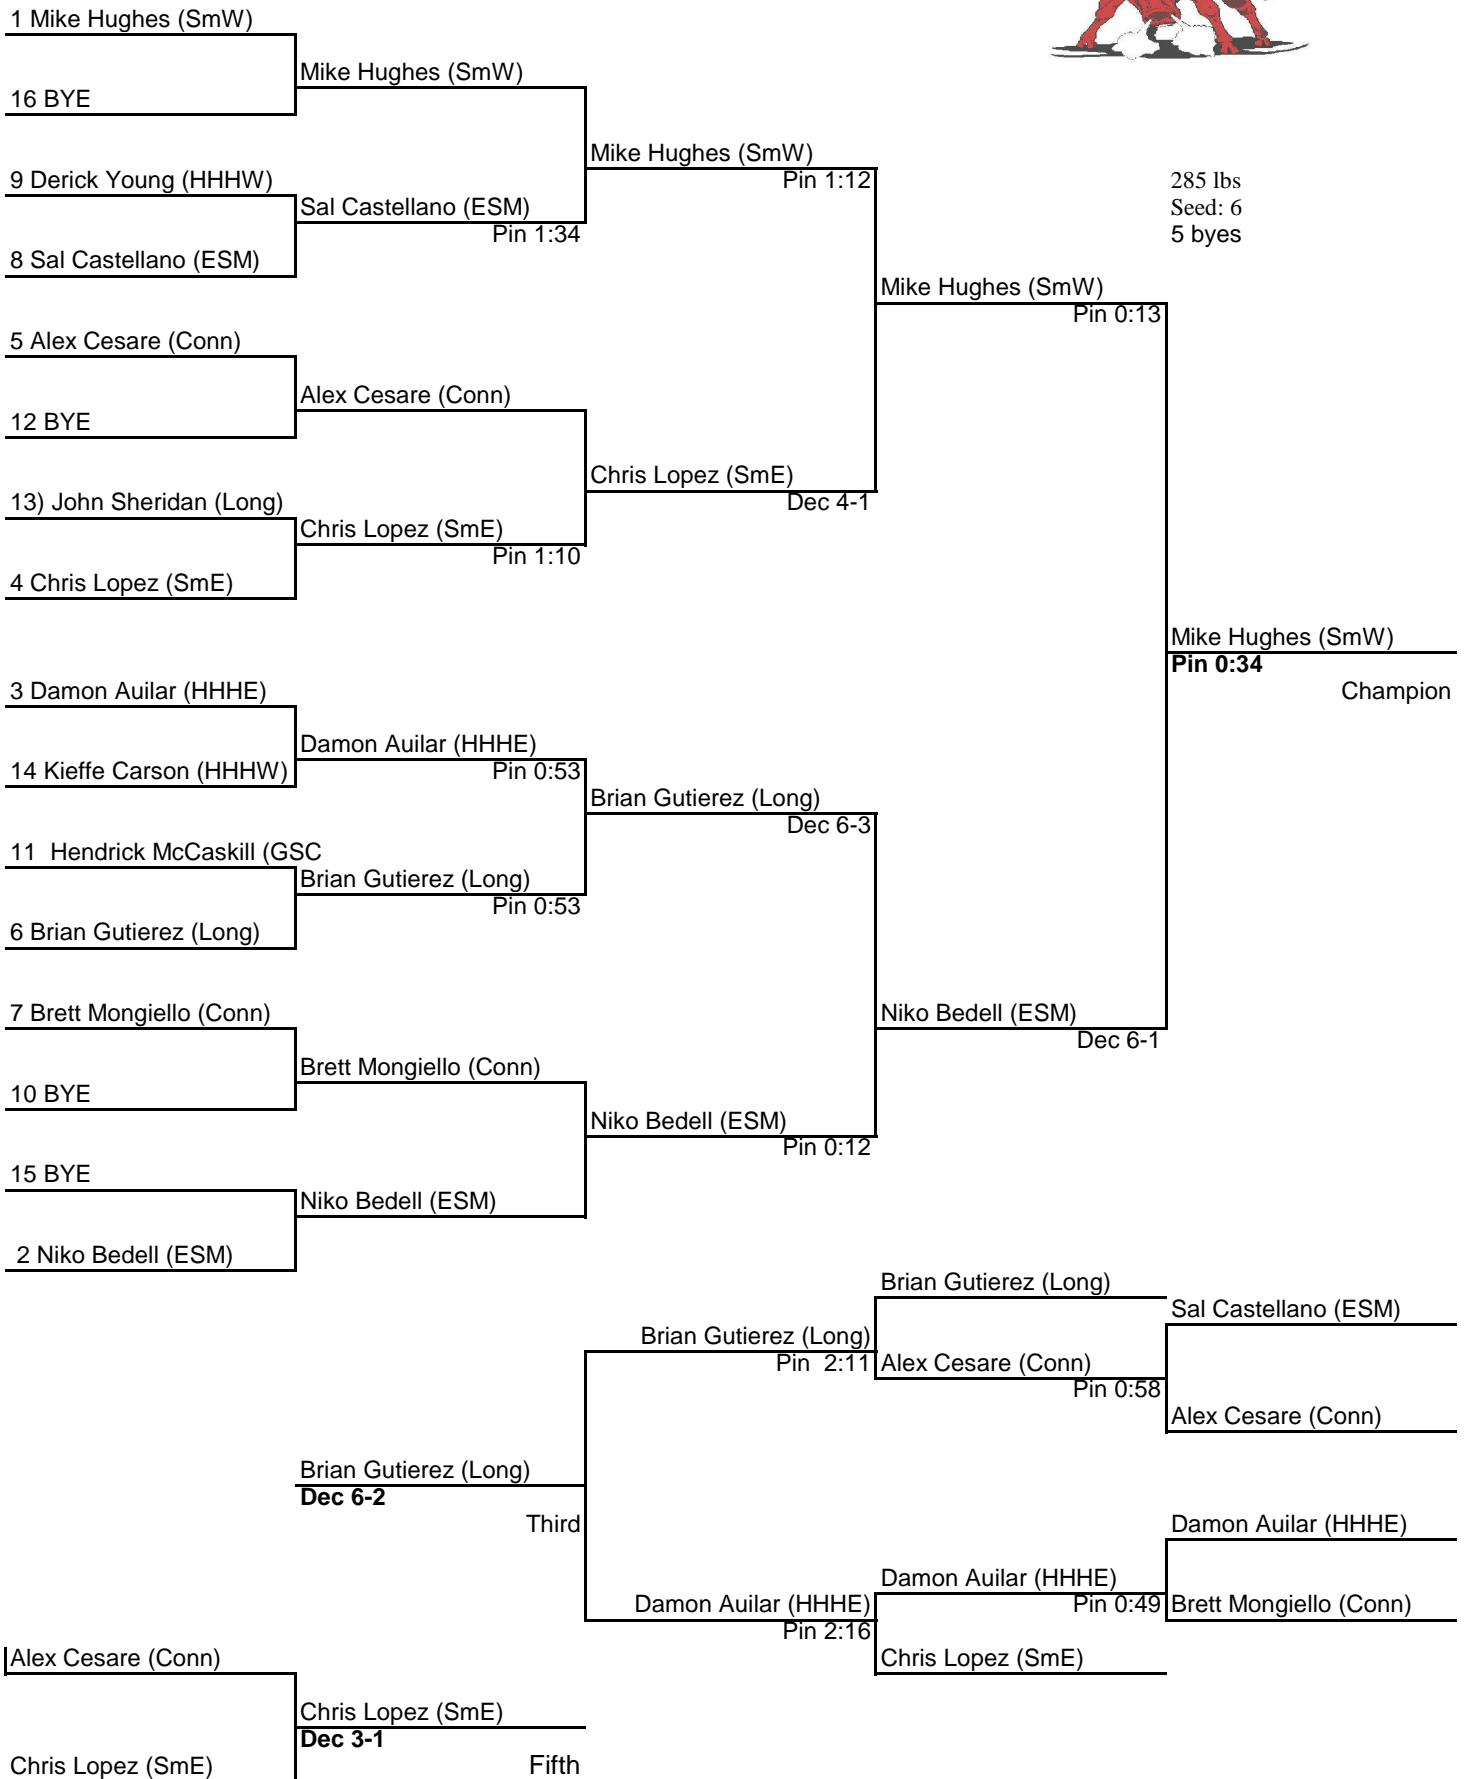 1 Mike Hughes (SmW)
Mike Hughes (SmW)
16 BYE
Mike Hughes (SmW)
Pin 1:12
9 Derick Young (HHHW)
285 lbs
Sal Castellano (ESM)
Seed: 6
Pin 1:34
5 byes
8 Sal Castellano (ESM)
Mike Hughes (SmW)
Pin 0:13
5 Alex Cesare (Conn)
Alex Cesare (Conn)
12 BYE
Chris Lopez (SmE)
Dec 4-1
13) John Sheridan (Long)
Chris Lopez (SmE)
Pin 1:10
4 Chris Lopez (SmE)
Mike Hughes (SmW)
Pin 0:34
Champion
3 Damon Auilar (HHHE)
Damon Auilar (HHHE)
Pin 0:53
14 Kieffe Carson (HHHW)
Brian Gutierez (Long)
Dec 6-3
11 Hendrick McCaskill (GSC
Brian Gutierez (Long)
Pin 0:53
6 Brian Gutierez (Long)
7 Brett Mongiello (Conn)
Niko Bedell (ESM)
Dec 6-1
Brett Mongiello (Conn)
10 BYE
Niko Bedell (ESM)
Pin 0:12
15 BYE
Niko Bedell (ESM)
2 Niko Bedell (ESM)
Brian Gutierez (Long)
Sal Castellano (ESM)
Brian Gutierez (Long)
Pin 2:11
Alex Cesare (Conn)
Pin 0:58
Alex Cesare (Conn)
Brian Gutierez (Long)
Dec 6-2
Third
Damon Auilar (HHHE)
Damon Auilar (HHHE)
Pin 0:49
Damon Auilar (HHHE)
Pin 2:16
Brett Mongiello (Conn)
Alex Cesare (Conn)
Chris Lopez (SmE)
Chris Lopez (SmE)
Dec 3-1
Chris Lopez (SmE)
Fifth